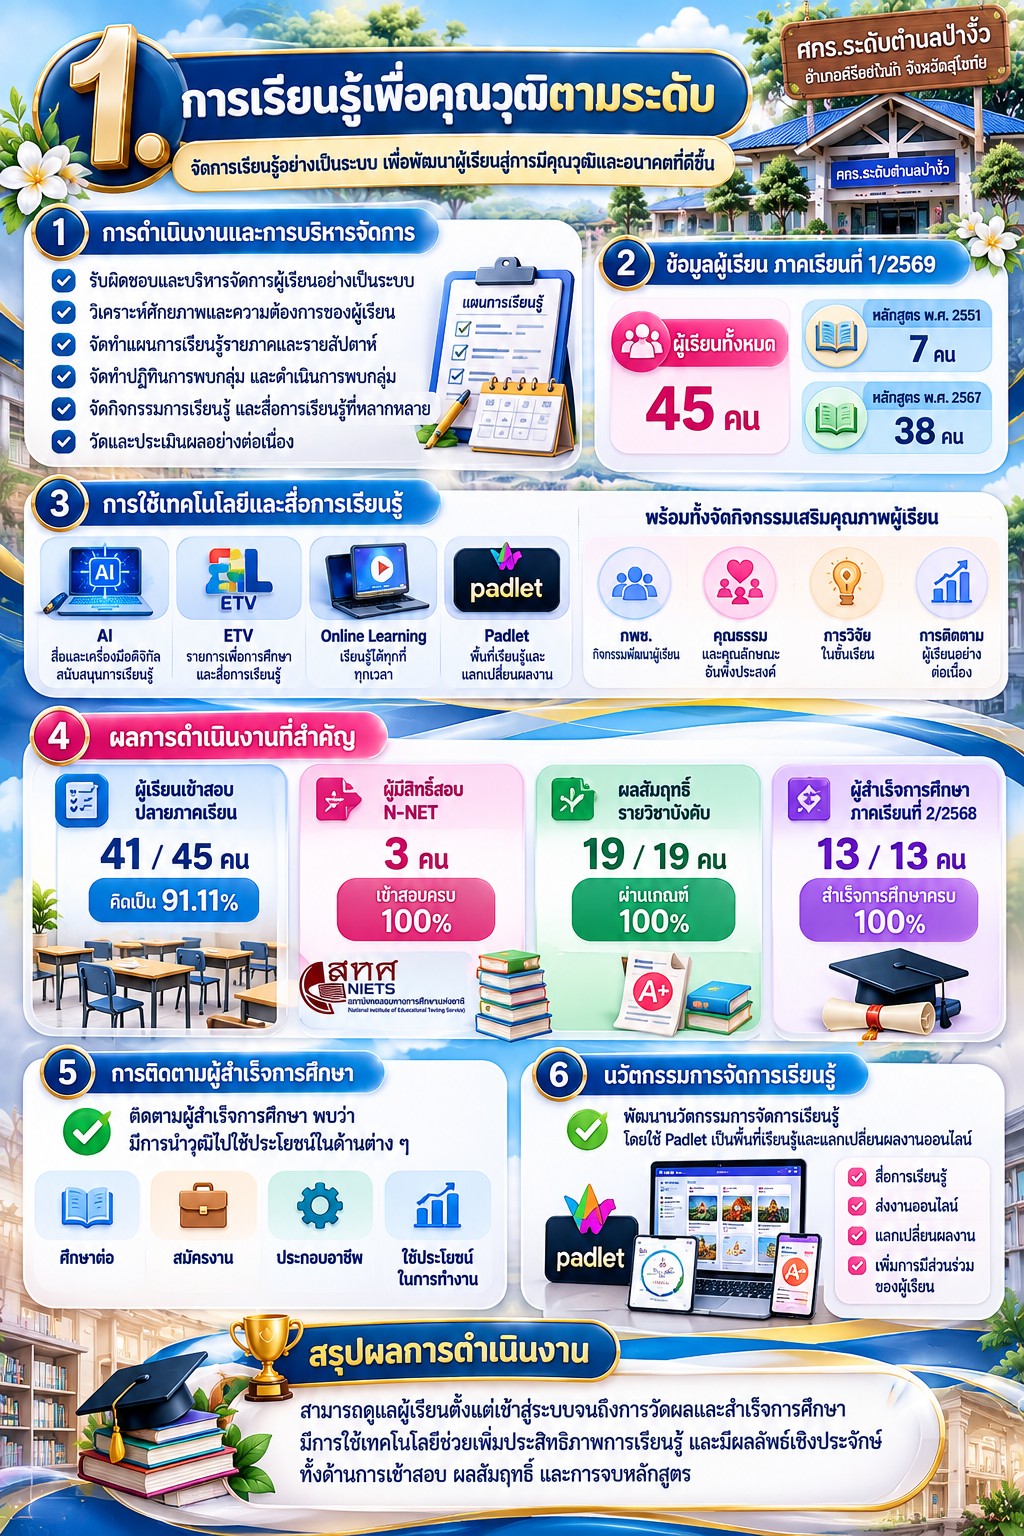 1.
การเรียนรู้เพื่อคุณวุฒิตามระดับ
จัดการเรียนรู้อย่างเป็นระบบ เพื่อพัฒนาผู้เรียนสู่การมีคุณวุฒิและอนาคตที่ดีขึ้น
ศกร.ระดับตำบลป่างิ้ว
จังหวัดสุโขทัย
ศกร.ระดับตำบลป่างิ้ว
1 การดำเนินงานและการบริหารจัดการ
รับผิดชอบและบริหารจัดการผู้เรียนอย่างเป็นระบบ
วิเคราะห์ศักยภาพและความต้องการของผู้เรียน
จัดทำแผนการเรียนรู้รายภาคและรายสัปดาห์
จัดทำปฏิทินการพบกลุ่ม และดำเนินการพบกลุ่ม
จัดกิจกรรมการเรียนรู้ และสื่อการเรียนรู้ที่หลากหลาย
วัดและประเมินผลอย่างต่อเนื่อง
แผนการเรียนรู้
2 ข้อมูลผู้เรียน ภาคเรียนที่ 1/2569
ผู้เรียนทั้งหมด
45 คน
หลักสูตร พ.ศ. 2551
7 คน
หลักสูตร พ.ศ. 2567
38 คน
3 การใช้เทคโนโลยีและสื่อการเรียนรู้
AI
AI
สื่อและเครื่องมือดิจิทัล
สนับสนุนการเรียนรู้
ETV
ETV
รายการเพื่อการศึกษา
และสื่อการเรียนรู้
Online Learning
เรียนรู้ได้ทุกที่
ทุกเวลา
padlet
Padlet
พื้นที่เรียนรู้และ
แลกเปลี่ยนผลงาน
พร้อมทั้งจัดกิจกรรมเสริมคุณภาพผู้เรียน
กพช.
กิจกรรมพัฒนาผู้เรียน
คุณธรรม
และคุณลักษณะ
อันพึงประสงค์
การวิจัย
ในชั้นเรียน
การติดตาม
ผู้เรียนอย่าง
ต่อเนื่อง
4 ผลการดำเนินงานที่สำคัญ
ผู้เรียนเข้าสอบ
ปลายภาคเรียน
41 / 45 คน
คิดเป็น 91.11%
ผู้มีสิทธิ์สอบ
N-NET
3 คน
เข้าสอบครบ
100%
สทศ
NIETS
สถาบันทดสอบทางการศึกษาแห่งชาติ
ผลสัมฤทธิ์
รายวิชาบังคับ
19 / 19 คน
ผ่านเกณฑ์
100%
A+
ผู้สำเร็จการศึกษา
ภาคเรียนที่ 2/2568
13 / 13 คน
สำเร็จการศึกษาครบ
100%
5 การติดตามผู้สำเร็จการศึกษา
ติดตามผู้สำเร็จการศึกษา พบว่า
มีการนำวุฒิไปใช้ประโยชน์ในด้านต่าง ๆ
ศึกษาต่อ
สมัครงาน
ประกอบอาชีพ
ใช้ประโยชน์
ในการทำงาน
6 นวัตกรรมการจัดการเรียนรู้
พัฒนานวัตกรรมการจัดการเรียนรู้
โดยใช้ Padlet เป็นพื้นที่เรียนรู้และแลกเปลี่ยนผลงานออนไลน์
padlet
A+
สื่อการเรียนรู้
ส่งงานออนไลน์
แลกเปลี่ยนผลงาน
เพิ่มการมีส่วนร่วม
ของผู้เรียน
สรุปผลการดำเนินงาน
สามารถดูแลผู้เรียนตั้งแต่เข้าสู่ระบบจนถึงการวัดผลและสำเร็จการศึกษา
มีการใช้เทคโนโลยีช่วยเพิ่มประสิทธิภาพการเรียนรู้ และมีผลลัพธ์เชิงประจักษ์
ทั้งด้านการเข้าสอบ ผลสัมฤทธิ์ และการจบหลักสูตร